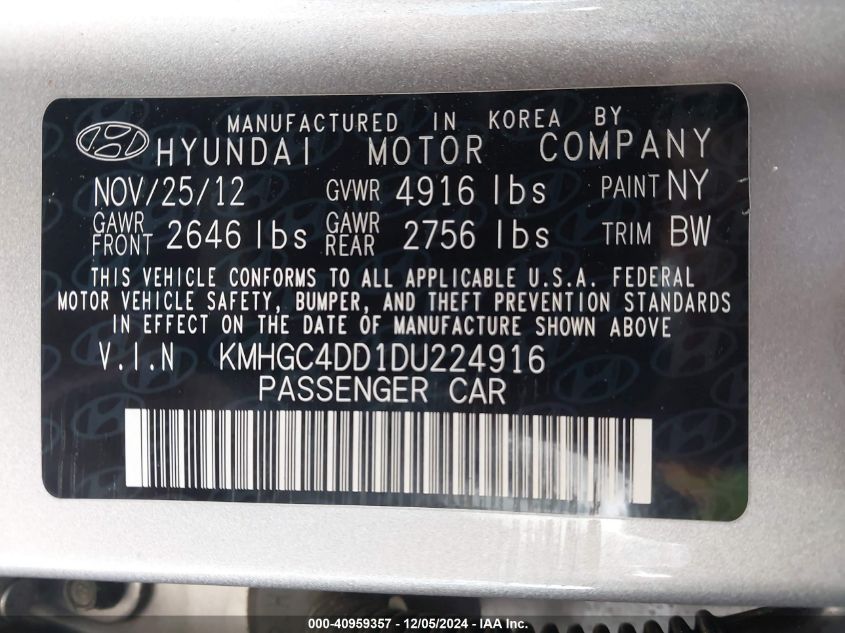 MANUFACTURED IN KOREA BY
HYUNDAI MOTOR COMPANY
NOV/25/12 GVWR 4916 lbs PAINT NY
GAWR FRONT 2646 lbs GAWR REAR 2756 lbs TRIM BW
THIS VEHICLE CONFORMS TO ALL APPLICABLE U.S.A. FEDERAL
MOTOR VEHICLE SAFETY, BUMPER, AND THEFT PREVENTION STANDARDS
IN EFFECT ON THE DATE OF MANUFACTURE SHOWN ABOVE
V.I.N KMHGC4DD1DU224916
PASSENGER CAR
000-40959357 - 12/05/2024 - IAA Inc.